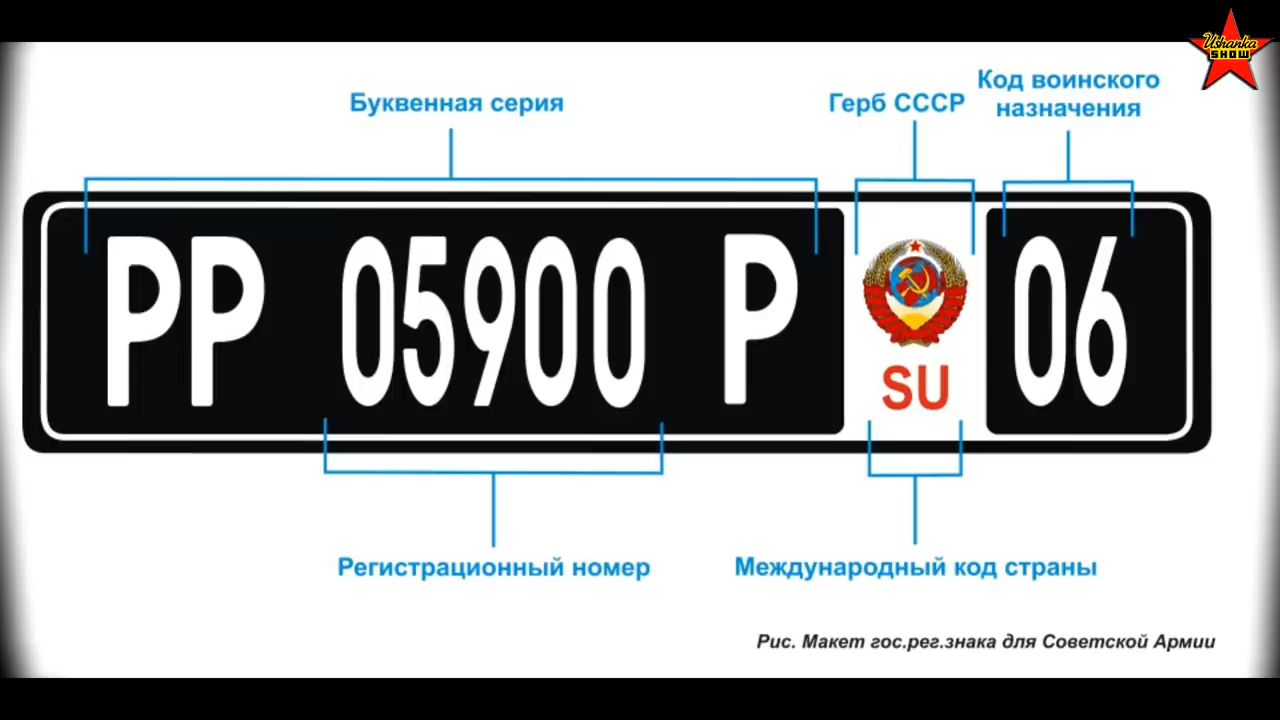 Ushanka
SHOW
Код воинского
назначения
Буквенная серия
Герб СССР
РР 05900 Р
SU
06
Регистрационный номер
Международный код страны
Рис. Макет гос.рег.знака для Советской Армии